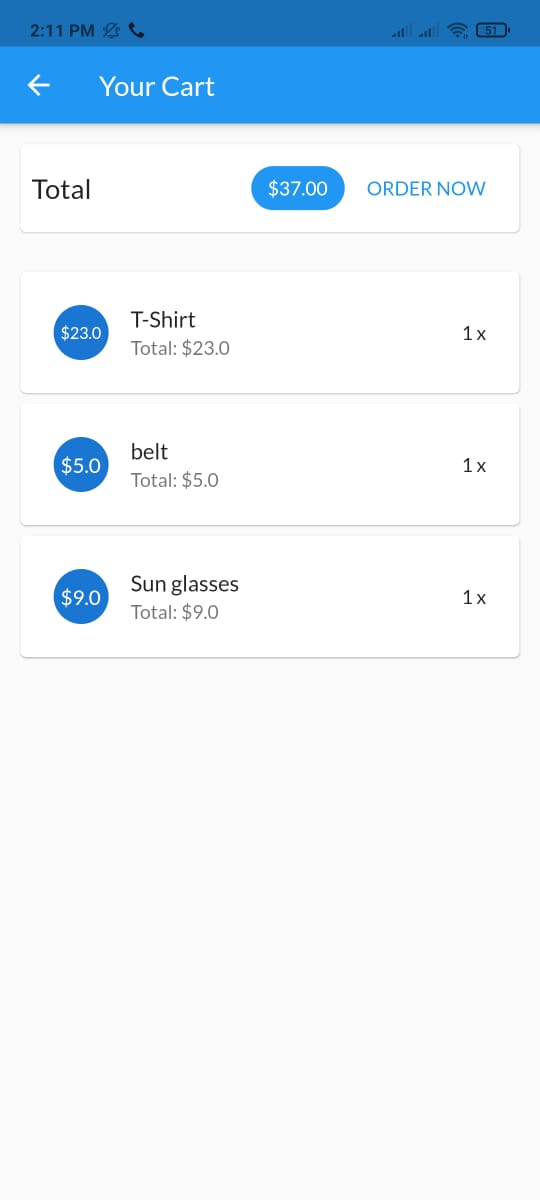 2:11 PM 51
Your Cart
Total $37.00 ORDER NOW
$23.0 T-Shirt 1 x
Total: $23.0
$5.0 belt 1 x
Total: $5.0
$9.0 Sun glasses 1 x
Total: $9.0